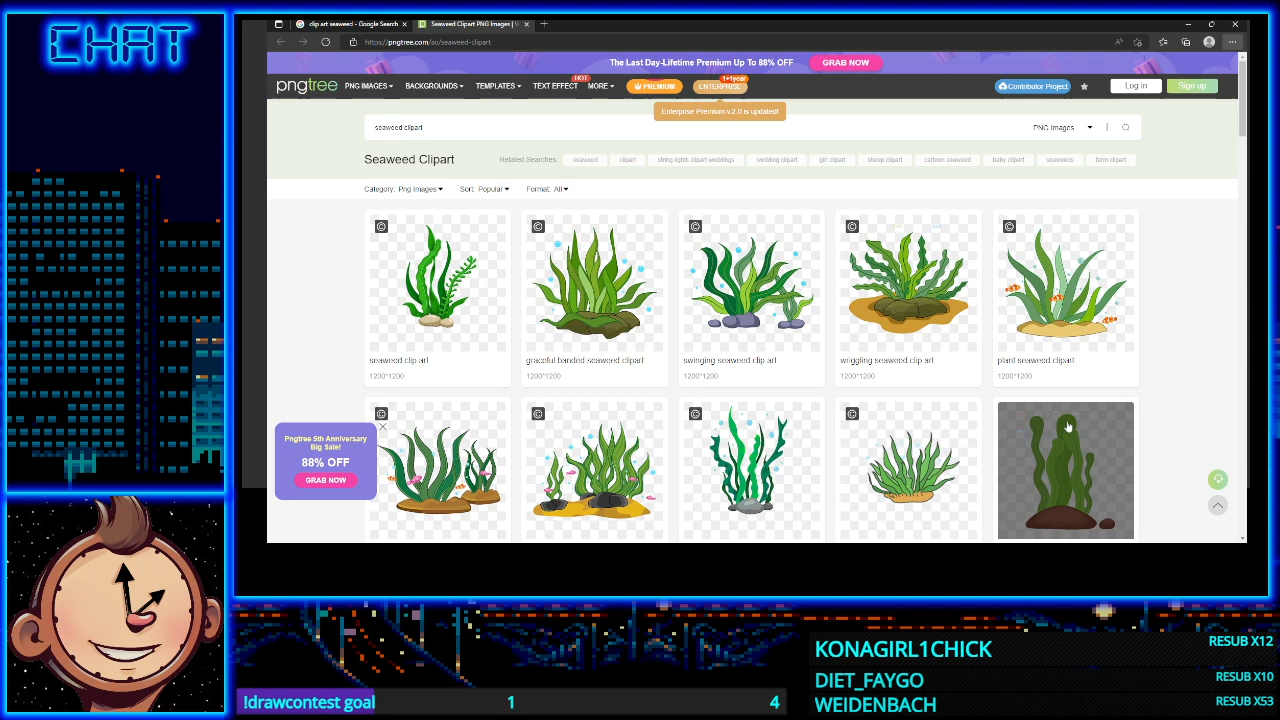 CHAT
clip art seaweed - Google Search
Seaweed Clipart PNG Images |
https://pngtree.com/so/seaweed-clipart
The Last Day-Lifetime Premium Up To 88% OFF
GRAB NOW
pngtree
PNG IMAGES
BACKGROUNDS
TEMPLATES
TEXT EFFECT
HOT
MORE
PREMIUM
ENTERPRISE
1+1year
Contributor Project
Log in
Sign up
Enterprise Premium v.2.0 is updated!
seaweed clipart
PNG Images
Seaweed Clipart
Related Searches:
seaweed
clipart
string lights clipart weddings
wedding clipart
girl clipart
sheep clipart
cartoon seaweed
baby clipart
seaweeds
farm clipart
Category: Png Images
Sort: Popular
Format: All
seaweed clip art
1200*1200
graceful banded seaweed clipart
1200*1200
swinging seaweed clip art
1200*1200
wriggling seaweed clip art
1200*1200
plant seaweed clipart
1200*1200
Pngtree 5th Anniversary
Big Sale!
88% OFF
GRAB NOW
!drawcontest goal
1
4
KONAGIRL1CHICK
RESUB X12
DIET_FAYGO
RESUB X10
WEIDENBACH
RESUB X53